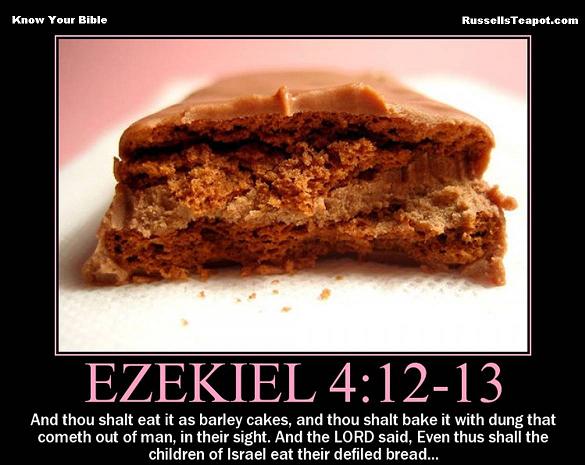 Know Your Bible
RussellsTeapot.com
EZEKIEL 4:12-13
And thou shalt eat it as barley cakes, and thou shalt bake it with dung that
cometh out of man, in their sight. And the LORD said, Even thus shall the
children of Israel eat their defiled bread...